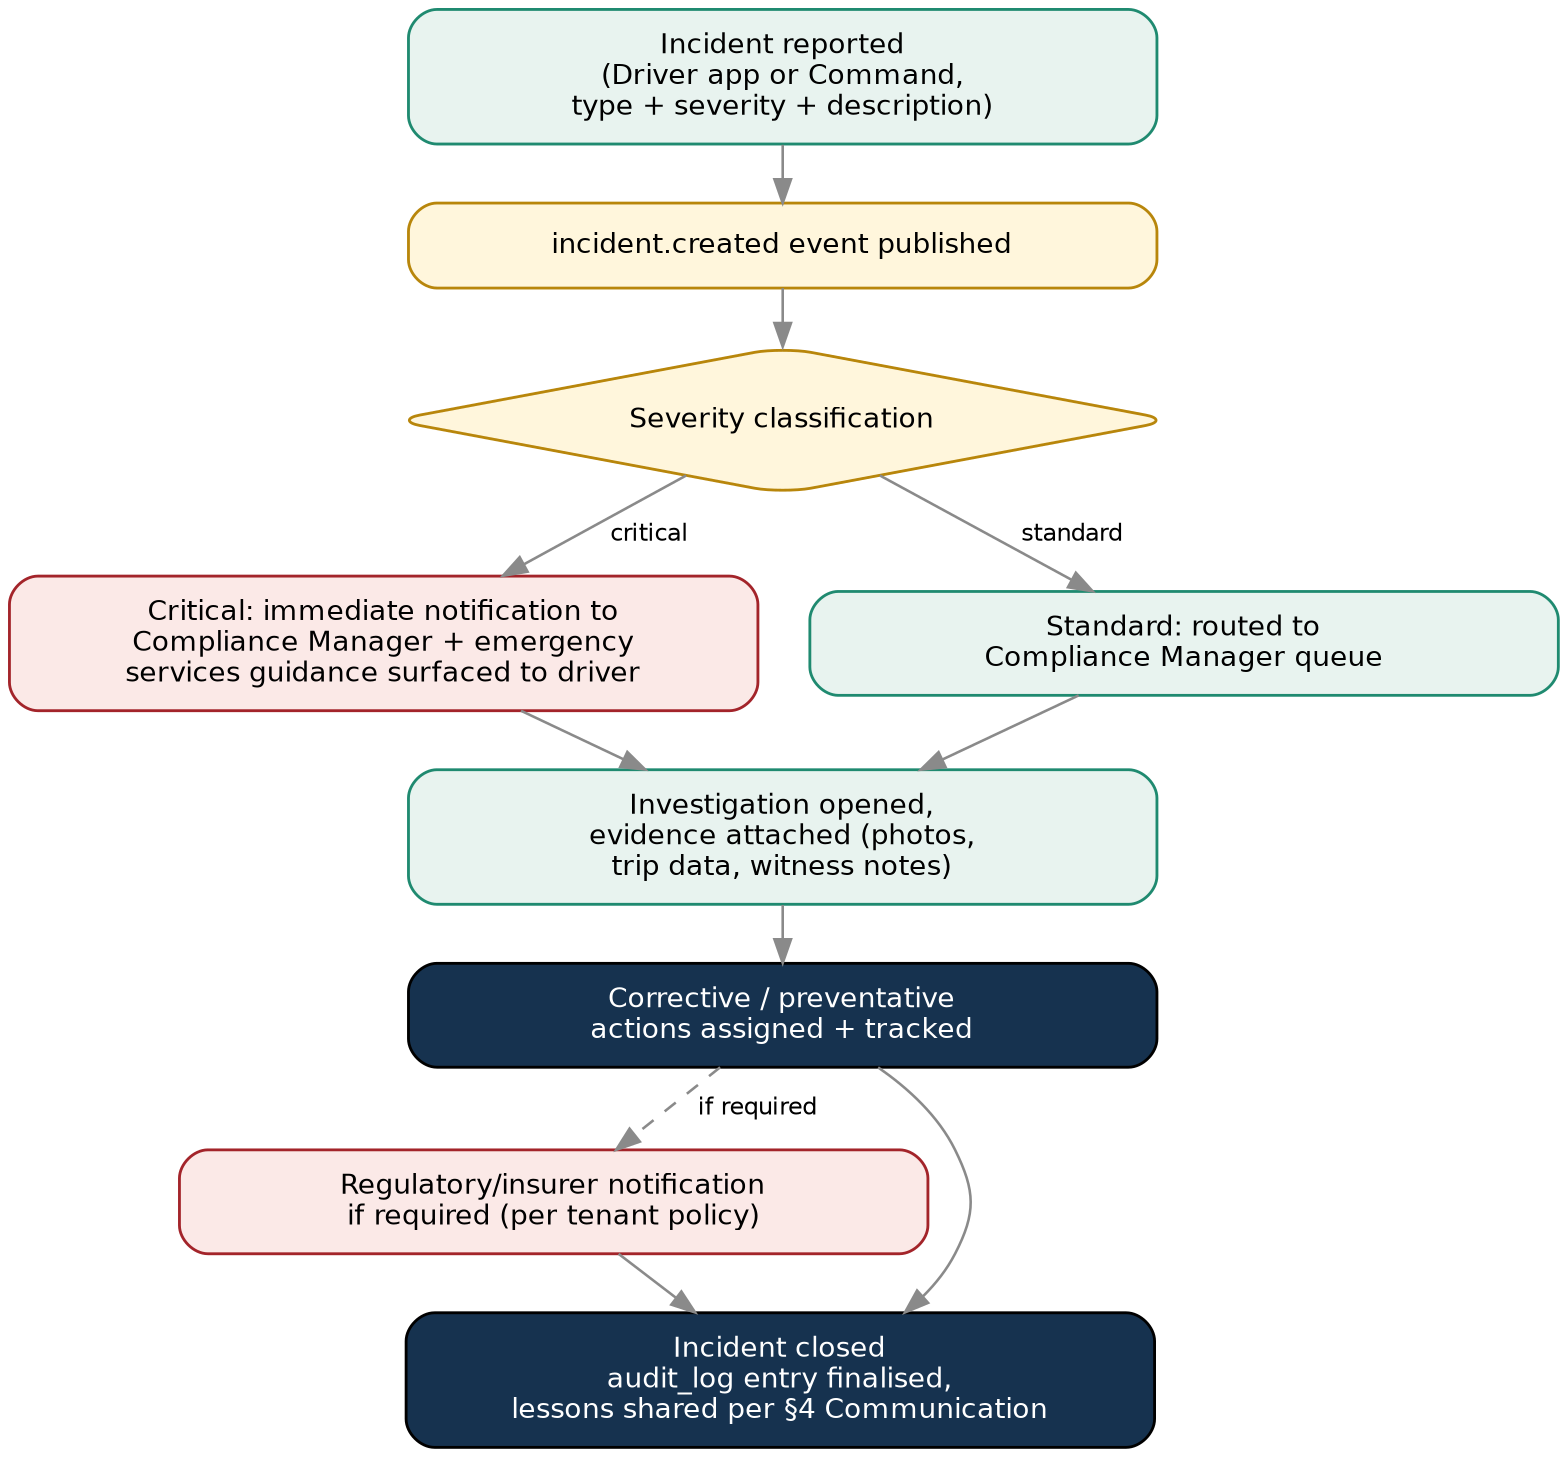 Incident reported
(Driver app or Command,
type + severity + description)
incident.created event published
Severity classification
critical
standard
Critical: immediate notification to
Compliance Manager + emergency
services guidance surfaced to driver
Standard: routed to
Compliance Manager queue
Investigation opened,
evidence attached (photos,
trip data, witness notes)
Corrective / preventative
actions assigned + tracked
if required
Regulatory/insurer notification
if required (per tenant policy)
Incident closed
audit_log entry finalised,
lessons shared per §4 Communication